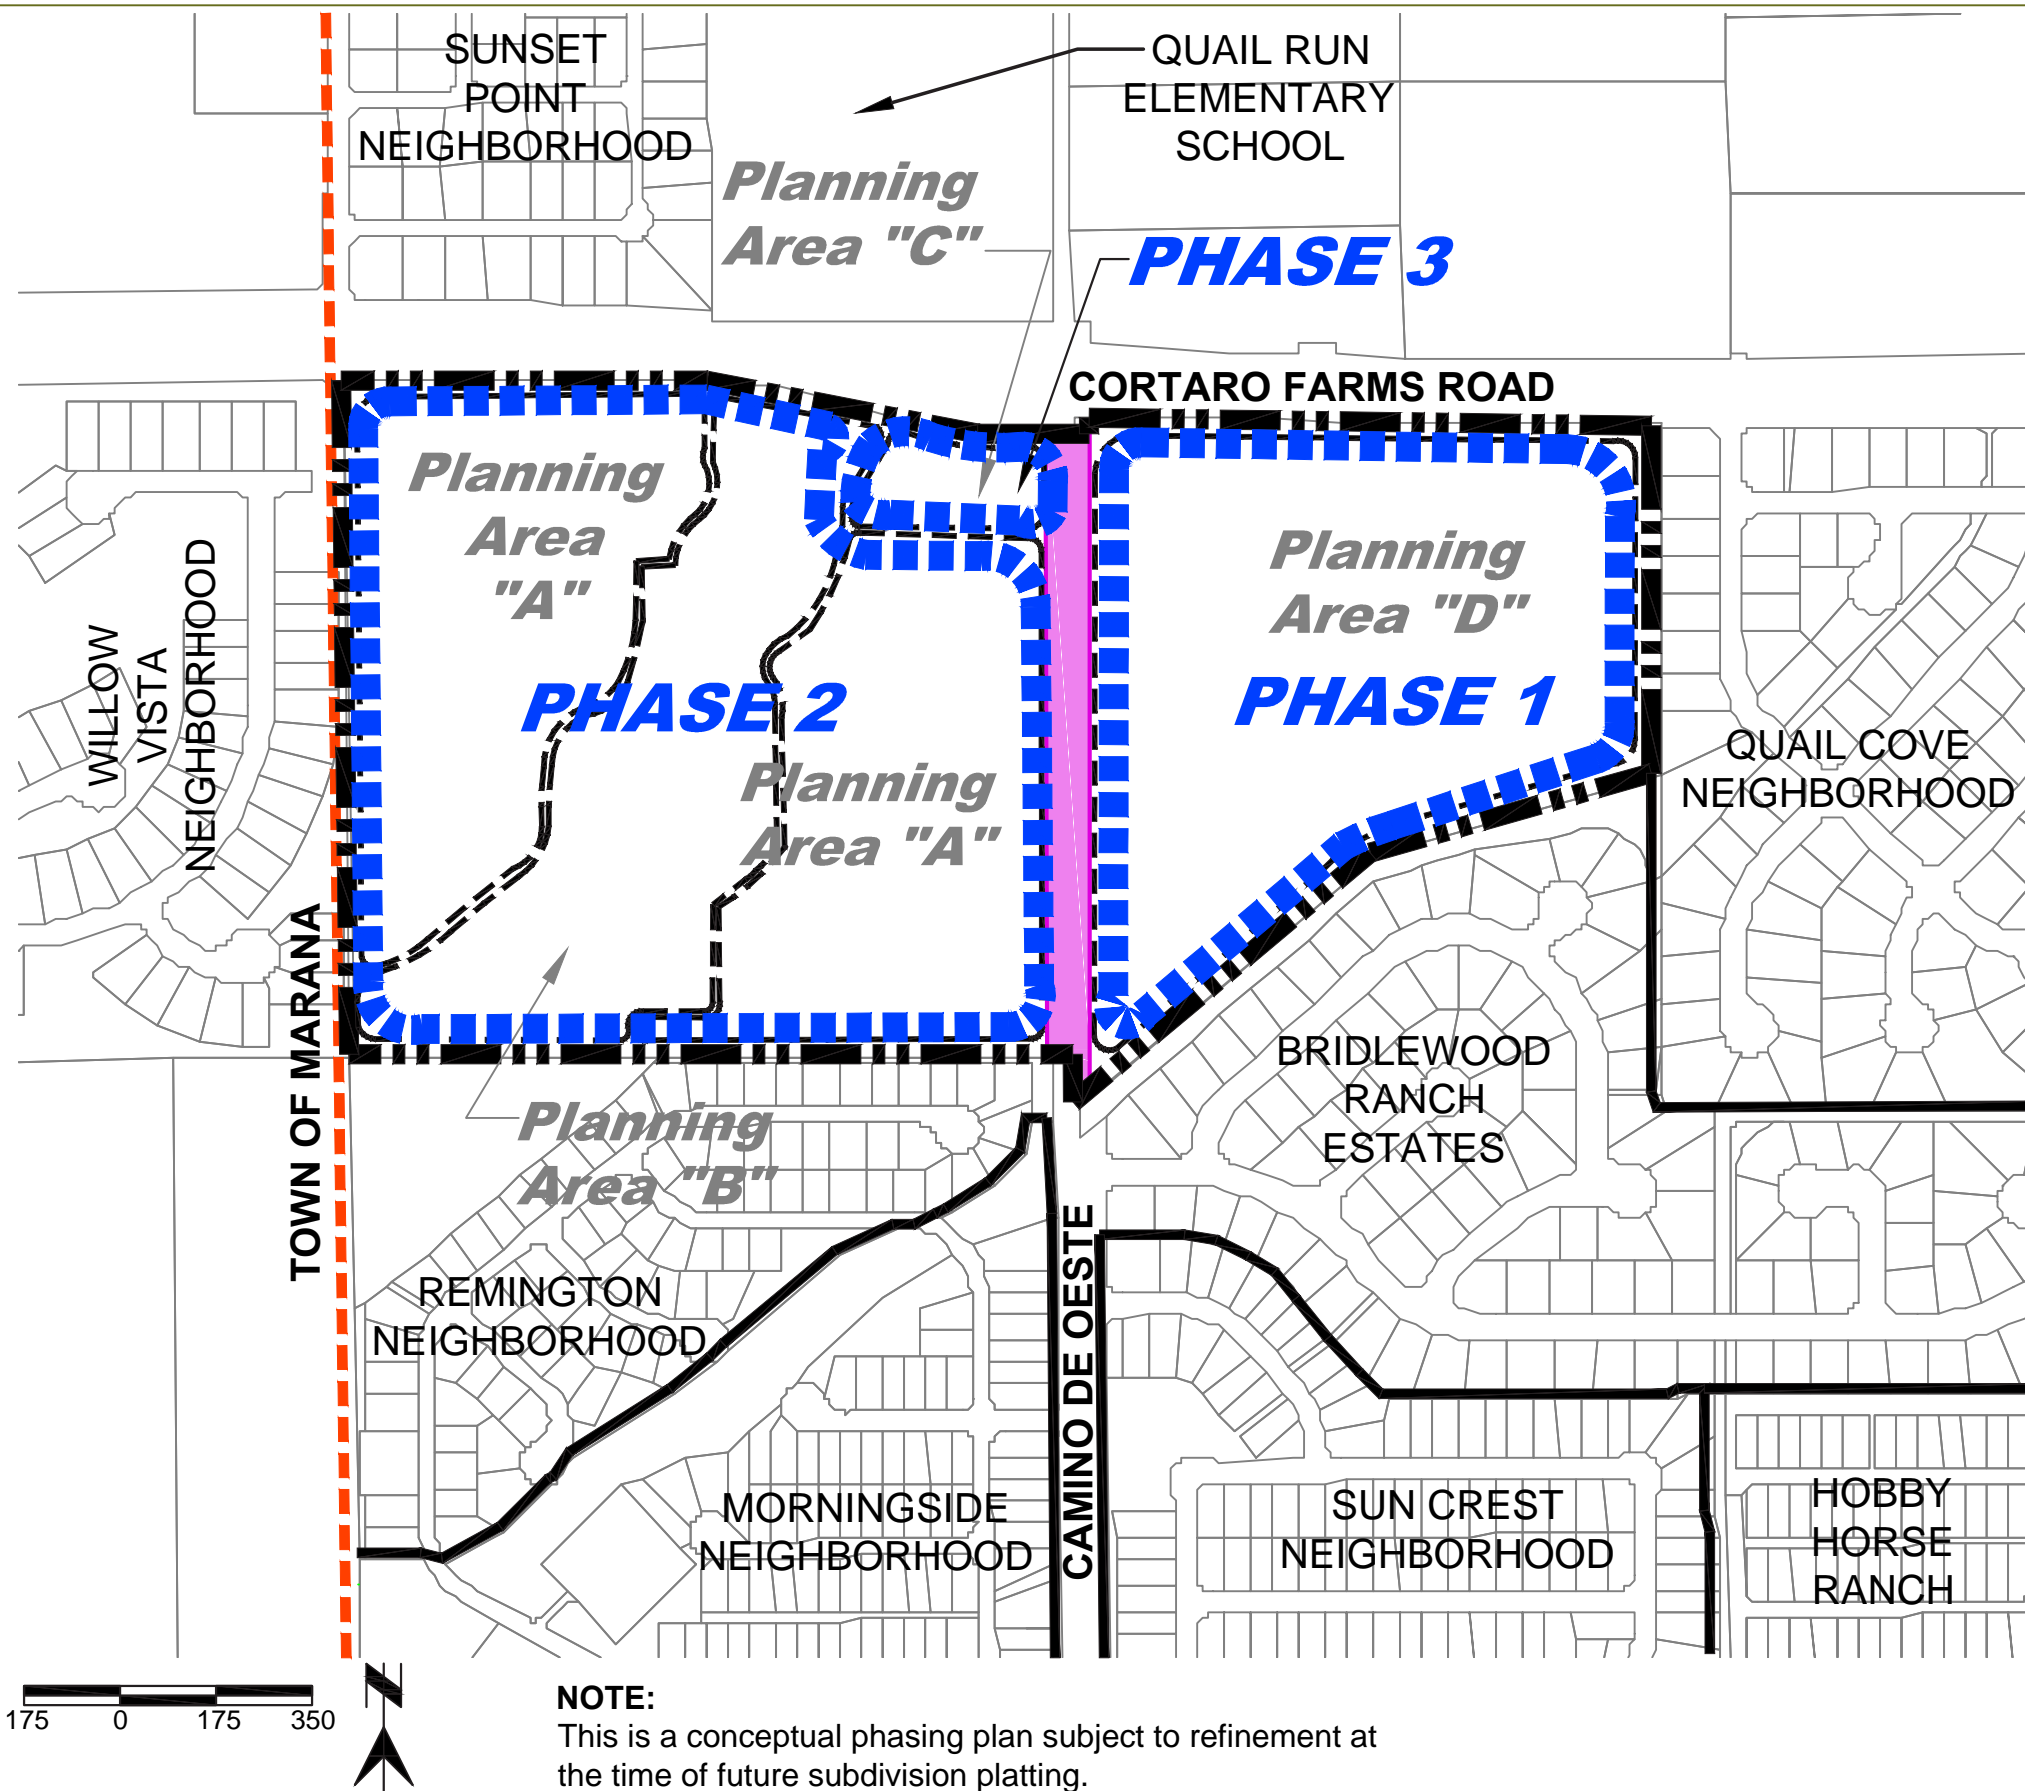 SUNSET
POINT
NEIGHBORHOOD
QUAIL RUN
ELEMENTARY
SCHOOL
Planning
Area "C"
PHASE 3
CORTARO FARMS ROAD
Planning
Area
"A"
Planning
Area "D"
PHASE 2
PHASE 1
Planning
Area "A"
WILLOW
VISTA
NEIGHBORHOOD
QUAIL COVE
NEIGHBORHOOD
TOWN OF MARANA
BRIDLEWOOD
RANCH
ESTATES
Planning
Area "B"
REMINGTON
NEIGHBORHOOD
CAMINO DE OESTE
MORNINGSIDE
NEIGHBORHOOD
SUN CREST
NEIGHBORHOOD
HOBBY
HORSE
RANCH
175 0 175 350
N
NOTE:
This is a conceptual phasing plan subject to refinement at
the time of future subdivision platting.